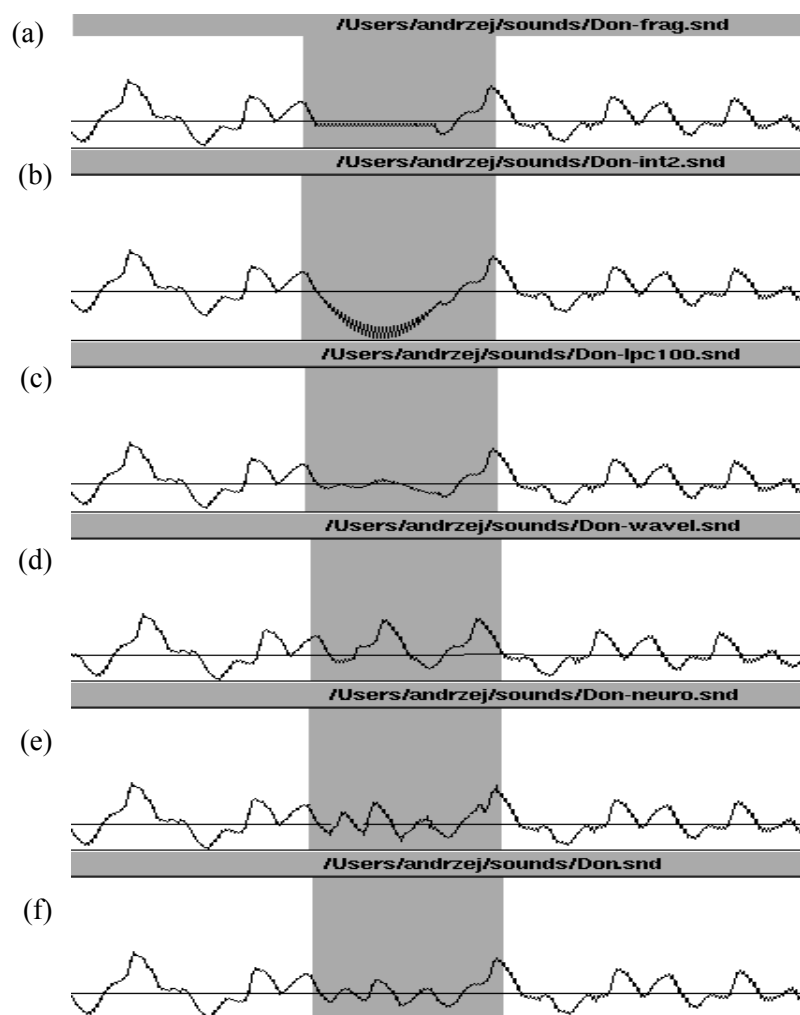 (a) /Users/andrzej/sounds/Don-frag.snd
(b) /Users/andrzej/sounds/Don-int2.snd
(c) /Users/andrzej/sounds/Don-lpc100.snd
(d) /Users/andrzej/sounds/Don-wavel.snd
(e) /Users/andrzej/sounds/Don-neuro.snd
(f) /Users/andrzej/sounds/Don.snd